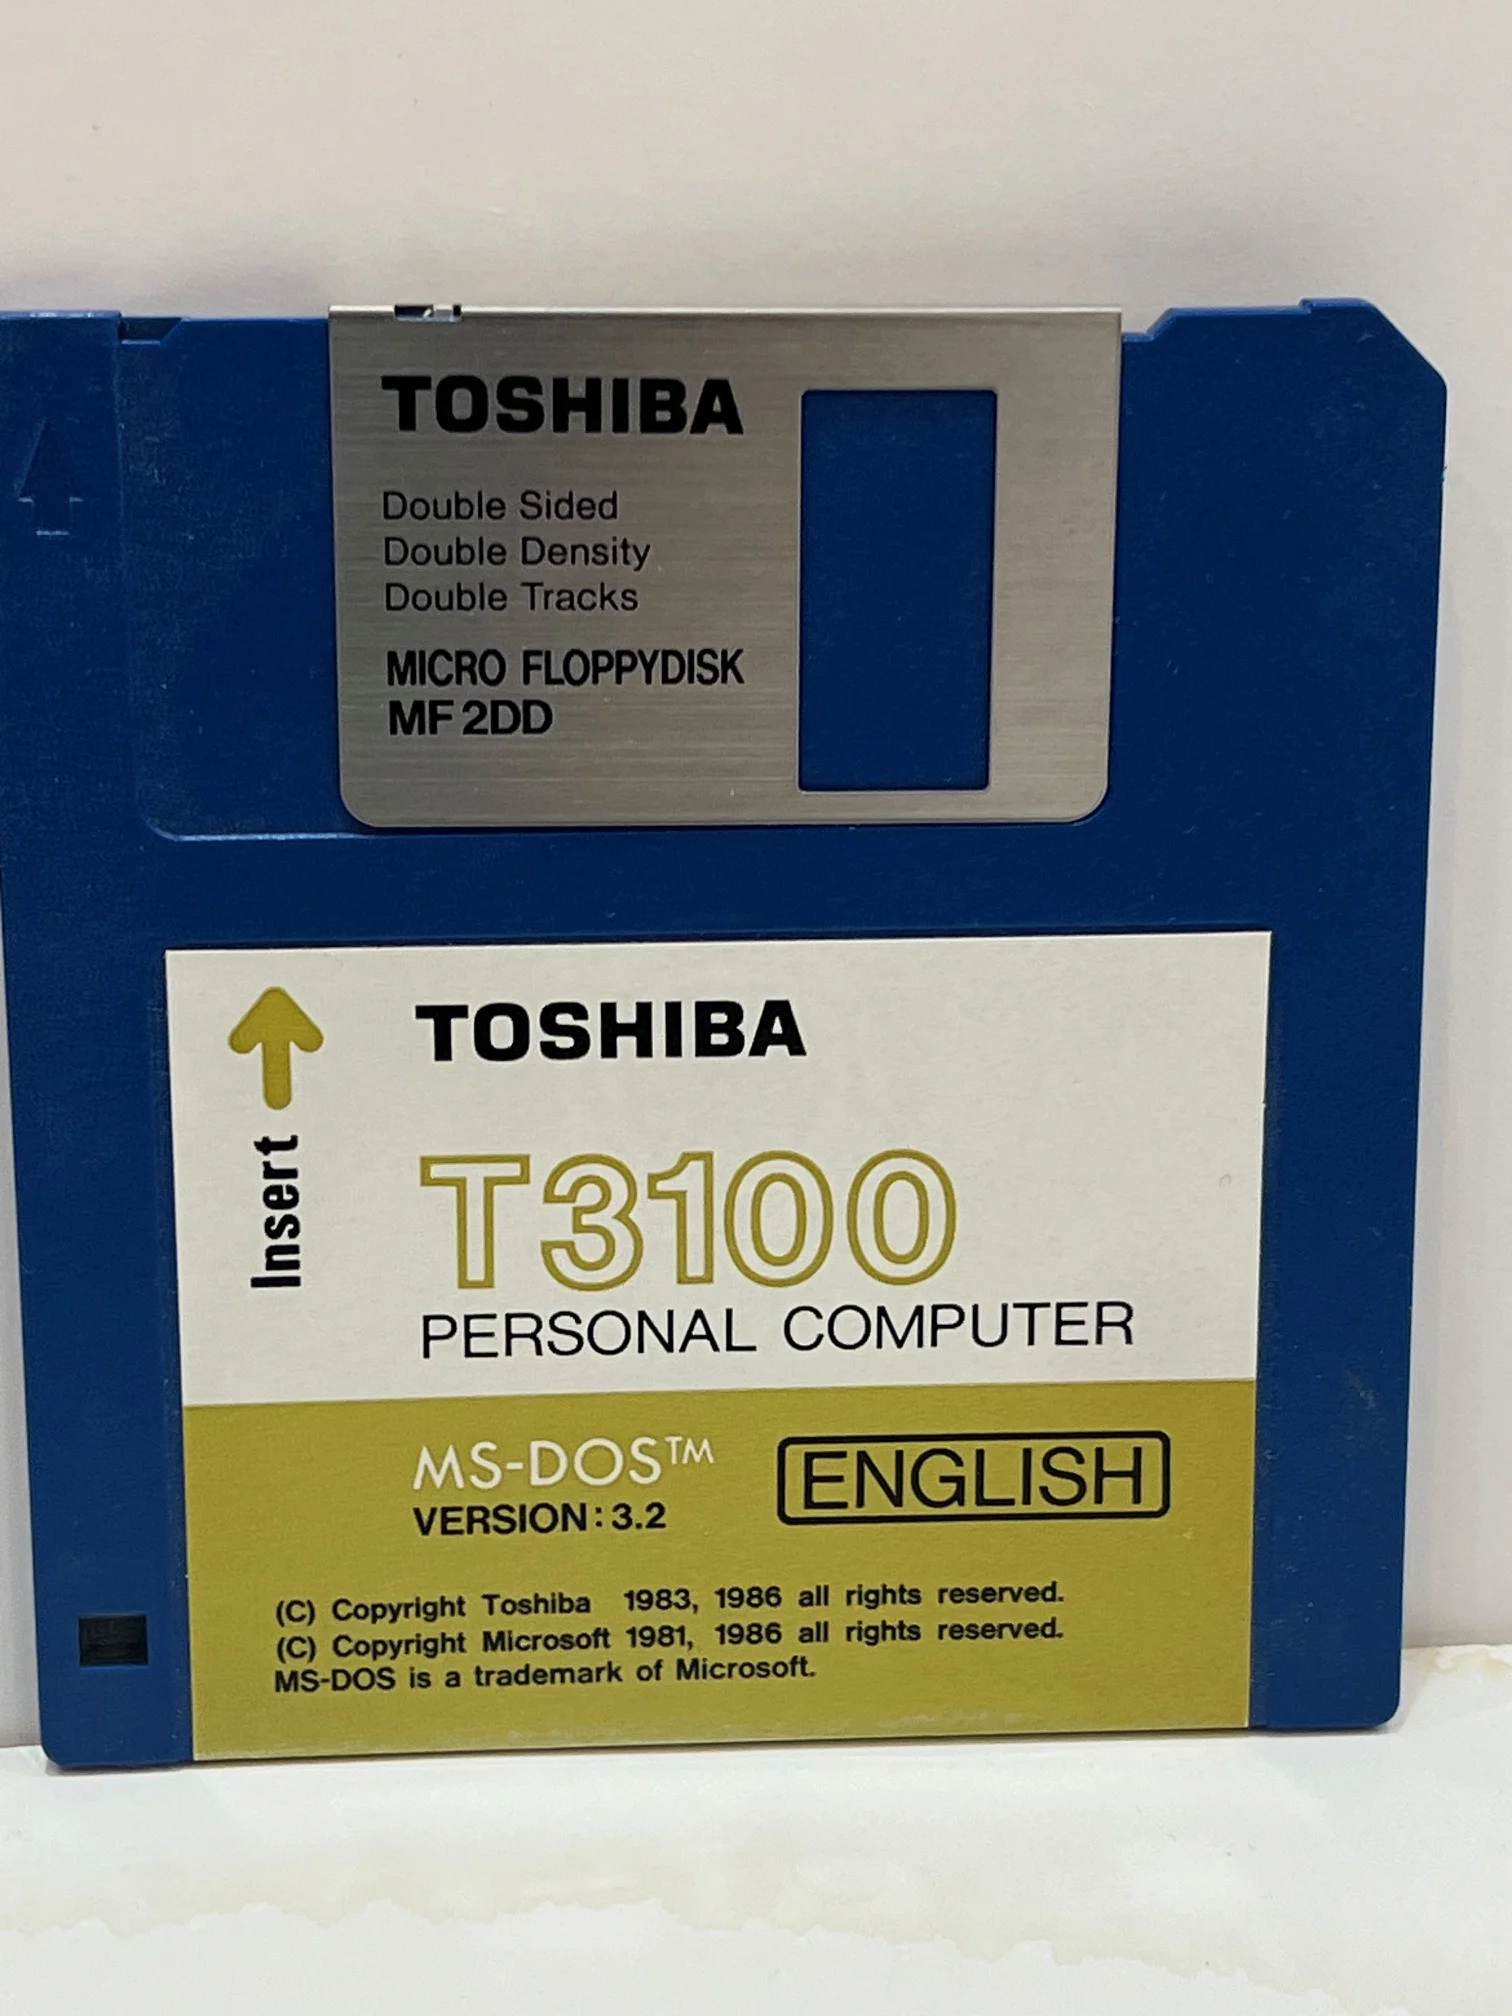 TOSHIBA
Double Sided
Double Density
Double Tracks
MICRO FLOPPYDISK
MF 2DD
Insert
TOSHIBA
T3100
PERSONAL COMPUTER
MS-DOS™
VERSION: 3.2
ENGLISH
(C) Copyright Toshiba 1983, 1986 all rights reserved.
(C) Copyright Microsoft 1981, 1986 all rights reserved.
MS-DOS is a trademark of Microsoft.